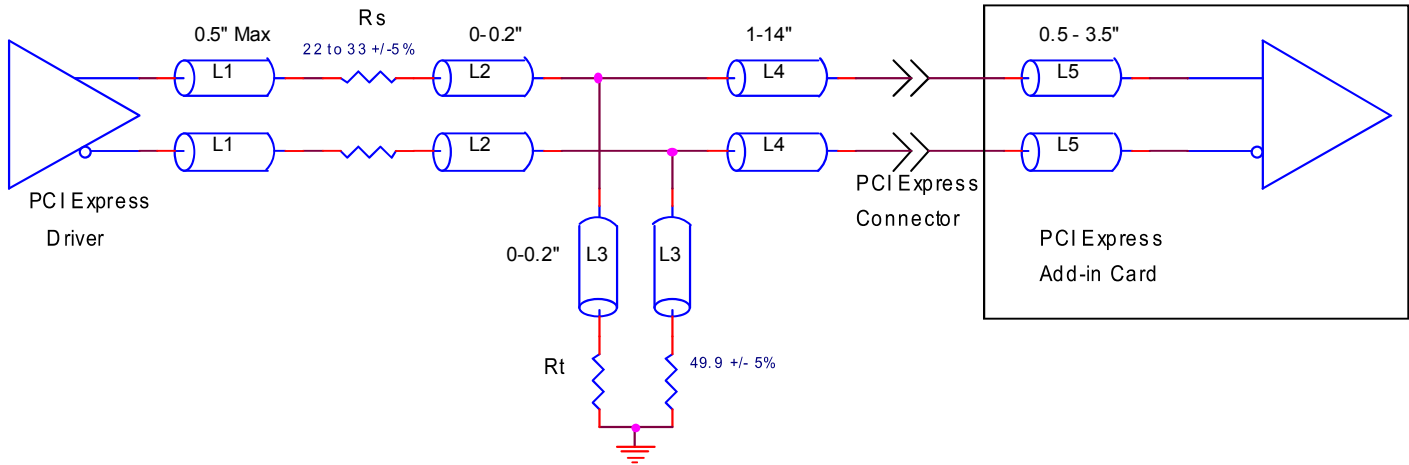 Rs
0.5" Max
22 to 33 +/-5%
0-0.2"
1-14"
0.5 - 3.5"
L1
L2
L4
L5
L1
L2
L4
L5
PCI Express
Driver
PCI Express
Connector
0-0.2"
L3
L3
PCI Express
Add-in Card
Rt
49.9 +/- 5%